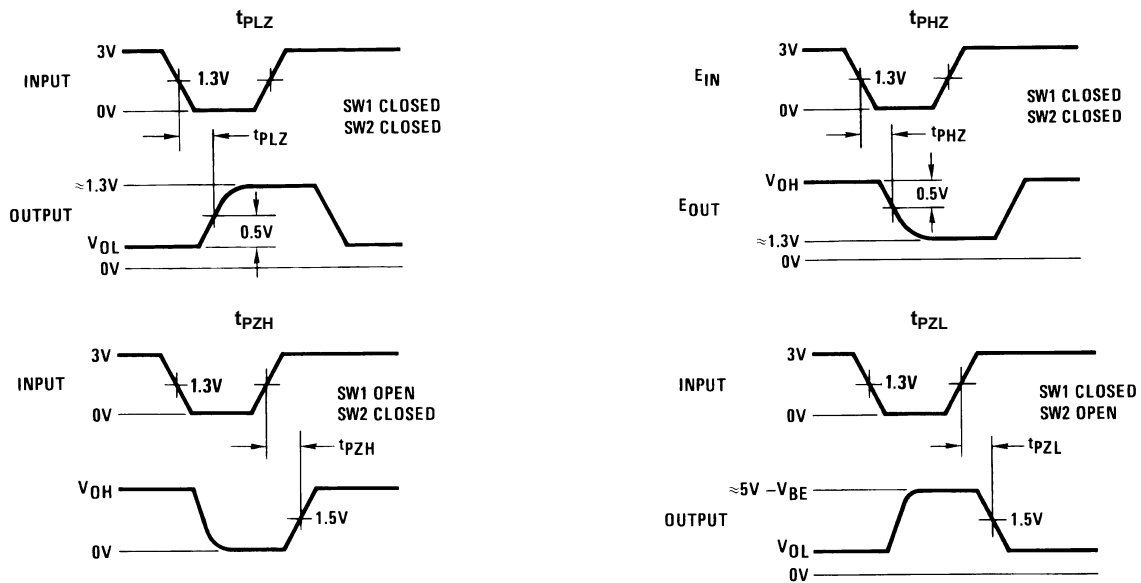 tPLZ
3V
INPUT
1.3V
0V
SW1 CLOSED
SW2 CLOSED
tPLZ
≈1.3V
OUTPUT
0.5V
VOL
0V
tPHZ
3V
EIN
1.3V
0V
SW1 CLOSED
SW2 CLOSED
tPHZ
VOH
0.5V
EOUT
≈1.3V
0V
tPZH
3V
INPUT
1.3V
0V
SW1 OPEN
SW2 CLOSED
tPZH
VOH
1.5V
0V
tPZL
3V
INPUT
1.3V
0V
SW1 CLOSED
SW2 OPEN
tPZL
≈5V –VBE
OUTPUT
1.5V
VOL
0V